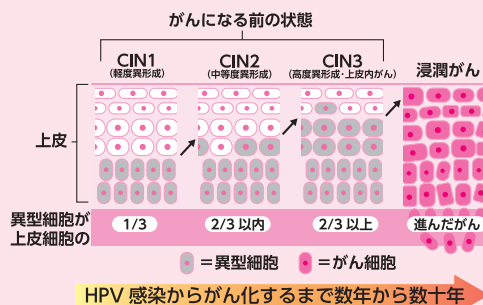 がんになる前の状態
CIN1
(軽度異形成)
CIN2
(中等度異形成)
CIN3
(高度異形成・上皮内がん)
浸潤がん
上皮
異型細胞が
上皮細胞の
1/3
2/3 以内
2/3 以上
進んだがん
=異型細胞
=がん細胞
HPV 感染からがん化するまで数年から数十年